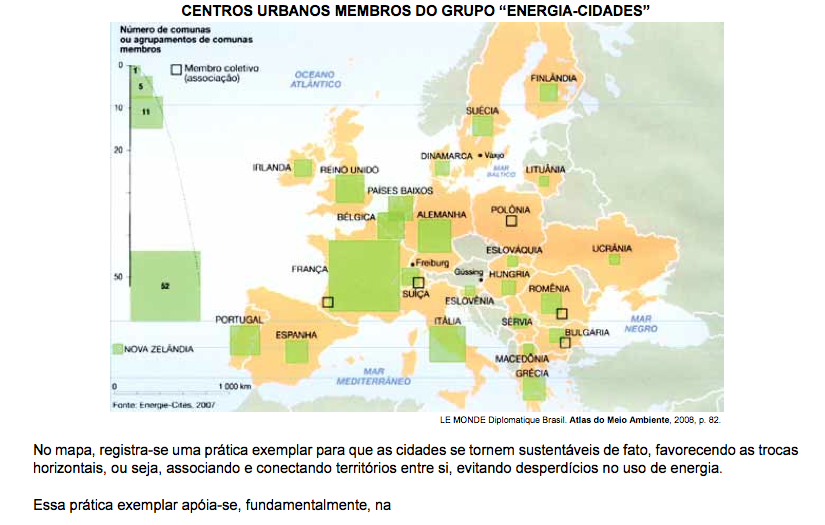 CENTROS URBANOS MEMBROS DO GRUPO “ENERGIA-CIDADES”
Número de comunas
ou agrupamentos de comunas
membros
0
1
5
10
11
20
50
52
Membro coletivo
(associação)
OCEANO
ATLÂNTICO
FINLÂNDIA
SUÉCIA
DINAMARCA
Växjo
MAR
BÁLTICO
LITUÂNIA
IRLANDA
REINO UNIDO
PAÍSES BAIXOS
BÉLGICA
ALEMANHA
POLÔNIA
ESLOVÁQUIA
UCRÂNIA
FRANÇA
Freiburg
Güssing
HUNGRIA
SUÍÇA
ESLOVÊNIA
ROMÊNIA
PORTUGAL
ESPANHA
ITÁLIA
SÉRVIA
BULGARIA
MAR
NEGRO
NOVA ZELÂNDIA
MACEDÔNIA
GRÉCIA
MAR
MEDITERRÂNEO
0
1 000 km
Fonte: Energie-Cités, 2007
LE MONDE Diplomatique Brasil. Atlas do Meio Ambiente, 2008, p. 82.
No mapa, registra-se uma prática exemplar para que as cidades se tornem sustentáveis de fato, favorecendo as trocas
horizontais, ou seja, associando e conectando territórios entre si, evitando desperdícios no uso de energia.
Essa prática exemplar apóia-se, fundamentalmente, na